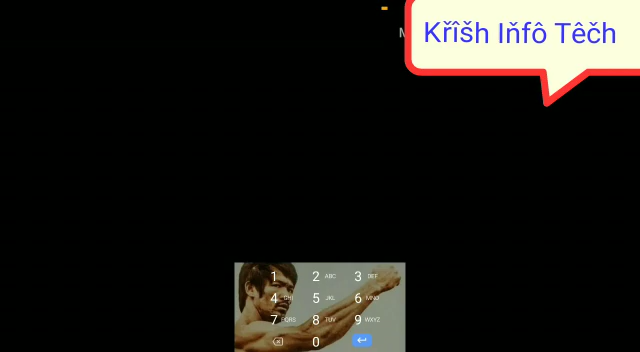 Křîšh Iňfô Têčh
M
1 2 ABC 3 DEF
4 GHI 5 JKL 6 MNO
7 PQRS 8 TUV 9 WXYZ
0